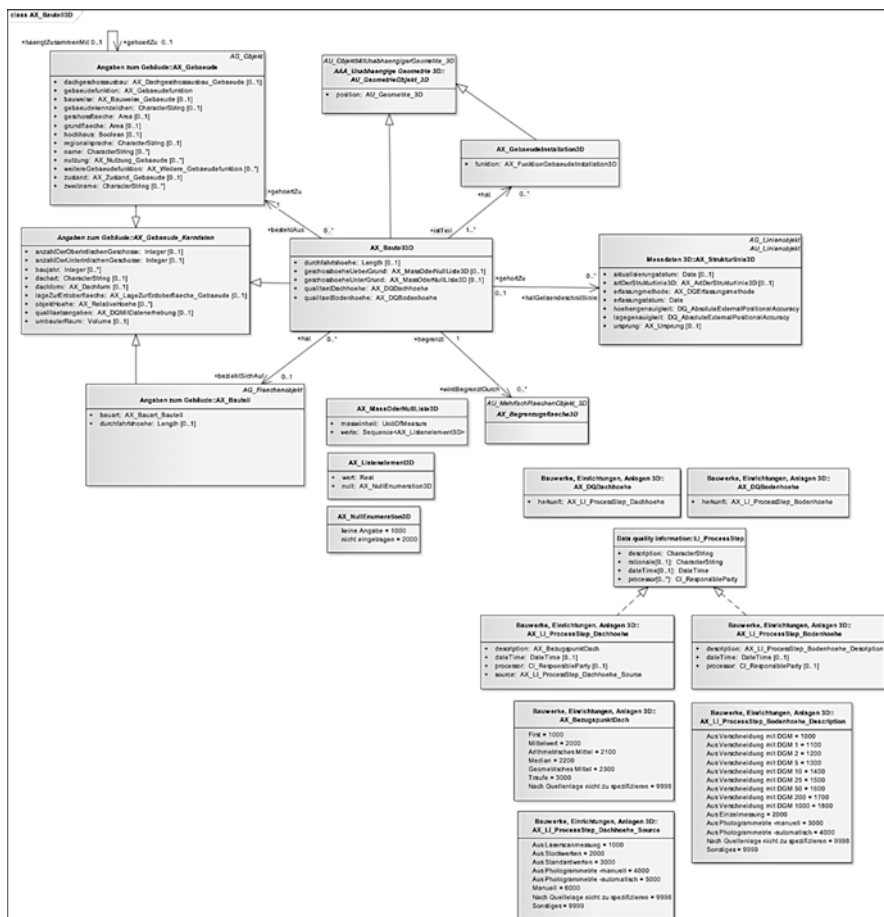 class AX_Bauteil3D
+haengtZusammenMit 0..1
+gehoertZu 0..1
AG_Objekt
Angaben zum Gebäude::AX_Gebaeude
+ dachgeschossausbau: AX_Dachgeschossausbau_Gebaeude [0..1]
+ gebaeudefunktion: AX_Gebaeudefunktion
+ bauweise: AX_Bauweise_Gebaeude [0..1]
+ gebaeudekennzeichen: CharacterString [0..1]
+ geschossflaeche: Area [0..1]
+ grundflaeche: Area [0..1]
+ hochhaus: Boolean [0..1]
+ regionalsprache: CharacterString [0..1]
+ name: CharacterString [0..*]
+ nutzung: AX_Nutzung_Gebaeude [0..*]
+ weitereGebaeudefunktion: AX_Weitere_Gebaeudefunktion [0..*]
+ zustand: AX_Zustand_Gebaeude [0..1]
+ zweitname: CharacterString [0..*]
AU_ObjektMitUnabhaengigerGeometrie_3D
AAA_Unabhaengige Geometrie 3D::
AU_GeometrieObjekt_3D
+ position: AU_Geometrie_3D
AX_GebaeudeInstallation3D
+ funktion: AX_FunktionGebaeudeInstallation3D
+gehoertZu
1
+bestehtAus
0..*
+hat
0..*
+istTeil
1..*
Angaben zum Gebäude::AX_Gebaeude_Kerndaten
+ anzahlDerOberirdischenGeschosse: Integer [0..1]
+ anzahlDerUnterirdischenGeschosse: Integer [0..1]
+ baujahr: Integer [0..*]
+ dachart: CharacterString [0..1]
+ dachform: AX_Dachform [0..1]
+ lageZurErdoberflaeche: AX_LageZurErdoberflaeche_Gebaeude [0..1]
+ objektHoehe: AX_RelativeHoehe [0..*]
+ qualitaetsangaben: AX_DQMitDatenerhebung [0..1]
+ umbauterRaum: Volume [0..1]
AX_Bauteil3D
+ durchfahrtshoehe: Length [0..1]
+ geschosshoeheUeberGrund: AX_MassOderNullListe3D [0..1]
+ geschosshoeheUnterGrund: AX_MassOderNullListe3D [0..1]
+ qualitaetDachhoehe: AX_DQDachhoehe
+ qualitaetBodenhoehe: AX_DQBodenhoehe
+gehoertZu
0..1
0..*
+hatGelaendeschnittlinie
AG_Linienobjekt
AU_Linienobjekt
Messdaten 3D::AX_Strukturlinie3D
+ aktualisierungsdatum: Date [0..1]
+ artDerStrukturlinie3D: AX_ArtDerStrukturlinie3D [0..1]
+ erfassungsmethode: AX_DQErfassungsmethode
+ erfassungsdatum: Date
+ hoehengenauigkeit: DQ_AbsoluteExternalPositionalAccuracy
+ lagegenauigkeit: DQ_AbsoluteExternalPositionalAccuracy
+ ursprung: AX_Ursprung [0..1]
+hat
0..*
+beziehtSichAuf
0..1
+begrenzt
1
+wirdBegrenztDurch
0..*
AG_Flaechenobjekt
Angaben zum Gebäude::AX_Bauteil
+ bauart: AX_Bauart_Bauteil
+ durchfahrtshoehe: Length [0..1]
AU_MehrfachFlaechenObjekt_3D
AX_Begrenzungsflaeche3D
AX_MassOderNullListe3D
+ masseinheit: UnitOfMeasure
+ werte: Sequence<AX_Listenelement3D>
AX_Listenelement3D
+ wert: Real
+ null: AX_NullEnumeration3D
AX_NullEnumeration3D
keine Angabe = 1000
nicht eingetragen = 2000
Bauwerke, Einrichtungen, Anlagen 3D::
AX_DQDachhoehe
+ herkunft: AX_LI_ProcessStep_Dachhoehe
Bauwerke, Einrichtungen, Anlagen 3D::
AX_DQBodenhoehe
+ herkunft: AX_LI_ProcessStep_Bodenhoehe
Data quality information::LI_ProcessStep
+ description: CharacterString
+ rationale[0..1]: CharacterString
+ dateTime[0..1]: DateTime
+ processor[0..*]: CI_ResponsibleParty
Bauwerke, Einrichtungen, Anlagen 3D::
AX_LI_ProcessStep_Dachhoehe
+ description: AX_BezugspunktDach
+ dateTime: DateTime [0..1]
+ processor: CI_ResponsibleParty [0..1]
+ source: AX_LI_ProcessStep_Dachhoehe_Source
Bauwerke, Einrichtungen, Anlagen 3D::
AX_LI_ProcessStep_Bodenhoehe
+ description: AX_LI_ProcessStep_Bodenhoehe_Description
+ dateTime: DateTime [0..1]
+ processor: CI_ResponsibleParty [0..1]
Bauwerke, Einrichtungen, Anlagen 3D::
AX_BezugspunktDach
First = 1000
Mittelwert = 2000
Arithmetrisches Mittel = 2100
Median = 2200
Geometrisches Mittel = 2300
Traufe = 3000
Nach Quellenlage nicht zu spezifizieren = 9998
Bauwerke, Einrichtungen, Anlagen 3D::
AX_LI_ProcessStep_Bodenhoehe_Description
Aus Verschneidung mit DGM = 1000
Aus Verschneidung mit DGM 1 = 1100
Aus Verschneidung mit DGM 2 = 1200
Aus Verschneidung mit DGM 5 = 1300
Aus Verschneidung mit DGM 10 = 1400
Aus Verschneidung mit DGM 25 = 1500
Aus Verschneidung mit DGM 50 = 1600
Aus Verschneidung mit DGM 200 = 1700
Aus Verschneidung mit DGM 1000 = 1800
Aus Einzelmessung = 2000
Aus Photogrammetrie -manuell = 3000
Aus Photogrammetrie -automatisch = 4000
Nach Quellenlage nicht zu spezifizieren = 9998
Sonstiges = 9999
Bauwerke, Einrichtungen, Anlagen 3D::
AX_LI_ProcessStep_Dachhoehe_Source
Aus Laserscanmessung = 1000
Aus Stockwerten = 2000
Aus Standardwerten = 3000
Aus Photogrammetrie -manuell = 4000
Aus Photogrammetrie -automatisch = 5000
Manuell = 6000
Nach Quellelage nicht zu spezifizieren = 9998
Sonstiges = 9999